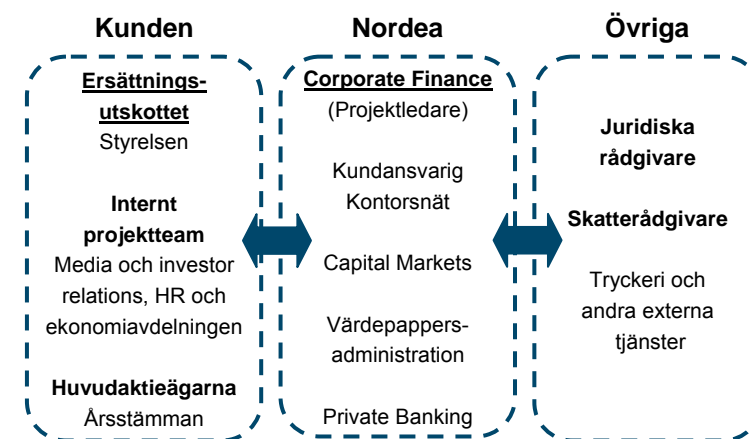 Kunden
Ersättnings-
utskottet
Styrelsen
Internt
projektteam
Media och investor
relations, HR och
ekonomiavdelningen
Huvudaktieägarna
Årsstämman
Nordea
Corporate Finance
(Projektledare)
Kundansvarig
Kontorsnät
Capital Markets
Värdepappers-
administration
Private Banking
Övriga
Juridiska
rådgivare
Skatterådgivare
Tryckeri och
andra externa
tjänster